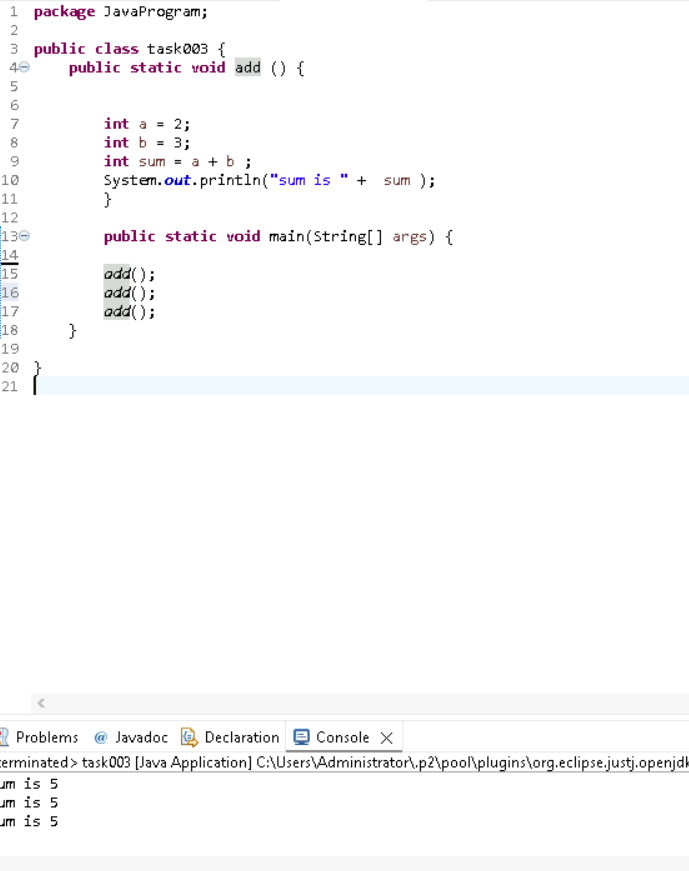 1 package JavaProgram;
2
3 public class task003 {
4 public static void add () {
5
6
7 int a = 2;
8 int b = 3;
9 int sum = a + b ;
10 System.out.println("sum is " + sum );
11 }
12
13 public static void main(String[] args) {
14
15 add();
16 add();
17 add();
18 }
19
20 }
21
Problems @ Javadoc Declaration Console
terminated> task003 [Java Application] C:\Users\Administrator\.p2\pool\plugins\org.eclipse.justj.openjdk
um is 5
um is 5
um is 5